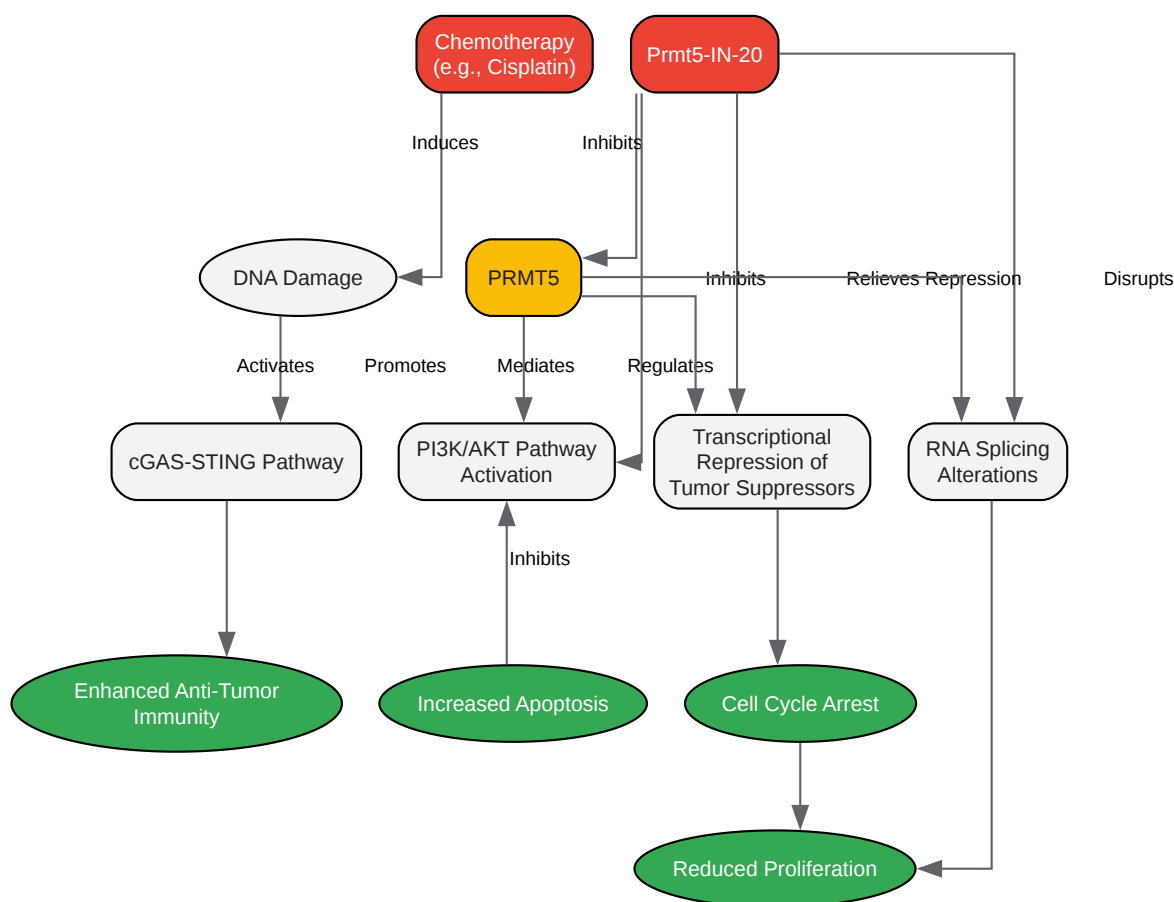 Chemotherapy
(e.g., Cisplatin)
Prmt5-IN-20
Induces
Inhibits
DNA Damage
PRMT5
Inhibits
Relieves Repression
Disrupts
Activates
Promotes
Mediates
Regulates
cGAS-STING Pathway
PI3K/AKT Pathway
Activation
Transcriptional
Repression of
Tumor Suppressors
RNA Splicing
Alterations
Inhibits
Enhanced Anti-Tumor
Immunity
Increased Apoptosis
Cell Cycle Arrest
Reduced Proliferation